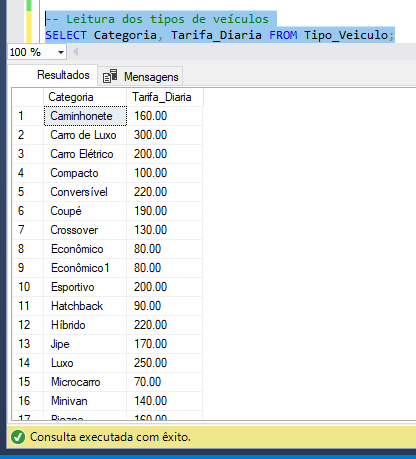 -- Leitura dos tipos de veículos
SELECT Categoria, Tarifa_Diaria FROM Tipo_Veiculo;
100 %
Resultados Mensagens
Categoria Tarifa_Diaria
1 Caminhonete 160.00
2 Carro de Luxo 300.00
3 Carro Elétrico 200.00
4 Compacto 100.00
5 Conversível 220.00
6 Coupé 190.00
7 Crossover 130.00
8 Econômico 80.00
9 Econômico1 80.00
10 Esportivo 200.00
11 Hatchback 90.00
12 Híbrido 220.00
13 Jipe 170.00
14 Luxo 250.00
15 Microcarro 70.00
16 Minivan 140.00
17 Picape 160.00
Consulta executada com êxito.